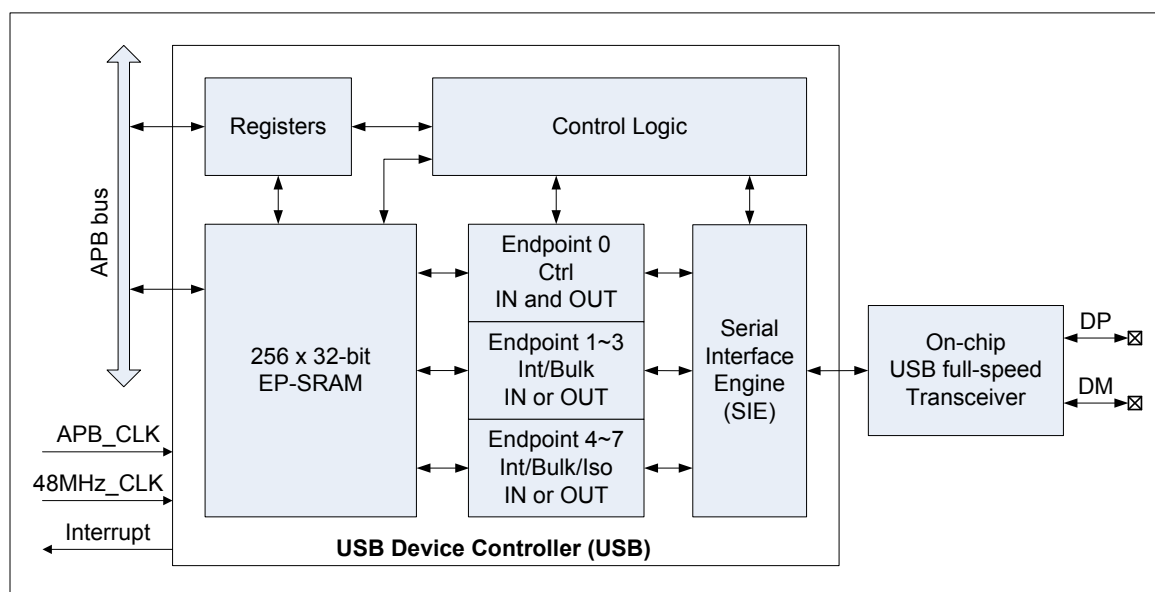 APB bus
Registers
Control Logic
256 x 32-bit
EP-SRAM
Endpoint 0
Ctrl
IN and OUT
Endpoint 1~3
Int/Bulk
IN or OUT
Endpoint 4~7
Int/Bulk/Iso
IN or OUT
Serial
Interface
Engine
(SIE)
On-chip
USB full-speed
Transceiver
DP
DM
APB_CLK
48MHz_CLK
Interrupt
USB Device Controller (USB)